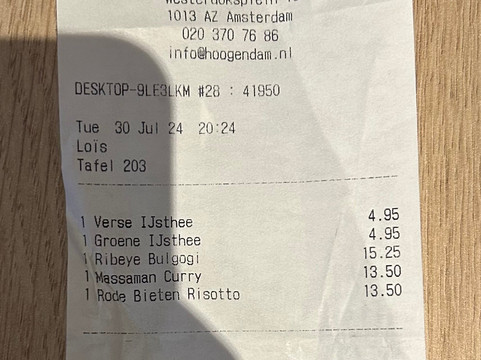 1013 AZ Amsterdam
020 370 76 86
info@hoogendam.nl
DESKTOP-9LE3LKM #28 : 41950
Tue 30 Jul 24 20:24
Loïs
Tafel 203
1 Verse IJsthee 4.95
1 Groene IJsthee 4.95
1 Ribeye Bulgogi 15.25
1 Massaman Curry 13.50
1 Rode Bieten Risotto 13.50